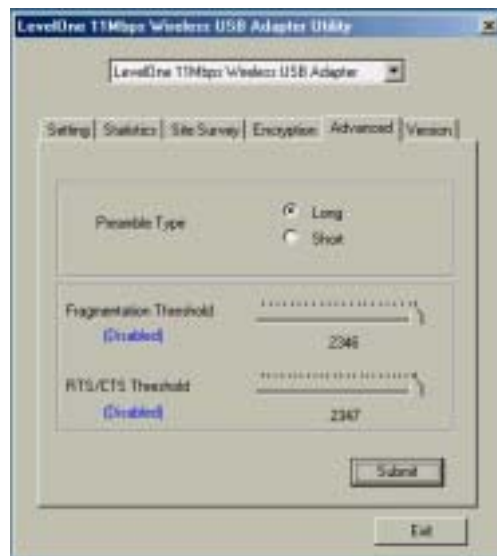 LevelOne 11Mbps Wireless USB Adapter Utility
LevelOne 11Mbps Wireless USB Adapter
Setting Statistics Site Survey Encryption Advanced Version
Preamble Type
Long
Short
Fragmentation Threshold
(Disabled)
2346
RTS/CTS Threshold
(Disabled)
2347
Submit
Exit